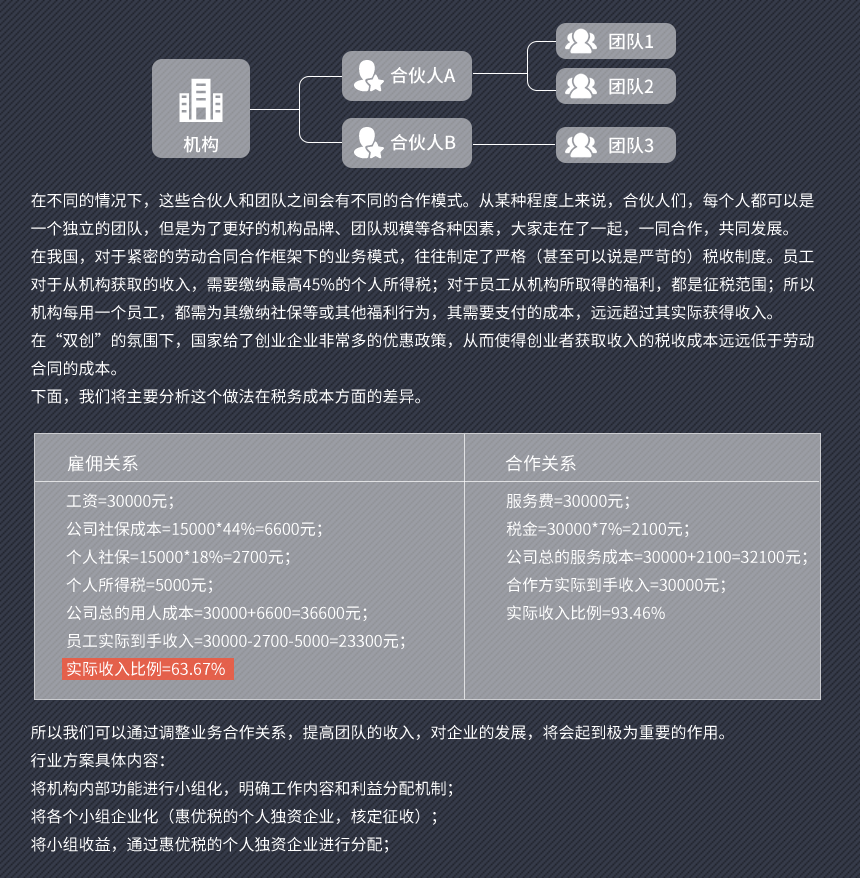 机构
合伙人A
合伙人B
团队1
团队2
团队3
在不同的情况下，这些合伙人和团队之间会有不同的合作模式。从某种程度上来说，合伙人们，每个人都可以是
一个独立的团队，但是为了更好的机构品牌、团队规模等各种因素，大家走在了一起，一同合作，共同发展。
在我国，对于紧密的劳动合同合作框架下的业务模式，往往制定了严格（甚至可以说是严苛的）税收制度。员工
对于从机构获取的收入，需要缴纳最高45%的个人所得税；对于员工从机构所取得的福利，都是征税范围；所以
机构每用一个员工，都需为其缴纳社保等或其他福利行为，其需要支付的成本，远远超过其实际获得收入。
在“双创”的氛围下，国家给了创业企业非常多的优惠政策，从而使得创业者获取收入的税收成本远远低于劳动
合同的成本。
下面，我们将主要分析这个做法在税务成本方面的差异。
雇佣关系
工资=30000元；
公司社保成本=15000*44%=6600元；
个人社保=15000*18%=2700元；
个人所得税=5000元；
公司总的用人成本=30000+6600=36600元；
员工实际到手收入=30000-2700-5000=23300元；
实际收入比例=63.67%
合作关系
服务费=30000元；
税金=30000*7%=2100元；
公司总的服务成本=30000+2100=32100元；
合作方实际到手收入=30000元；
实际收入比例=93.46%
所以我们可以通过调整业务合作关系，提高团队的收入，对企业的发展，将会起到极为重要的作用。
行业方案具体内容：
将机构内部功能进行小组化，明确工作内容和利益分配机制；
将各个小组企业化（惠优税的个人独资企业，核定征收）；
将小组收益，通过惠优税的个人独资企业进行分配；